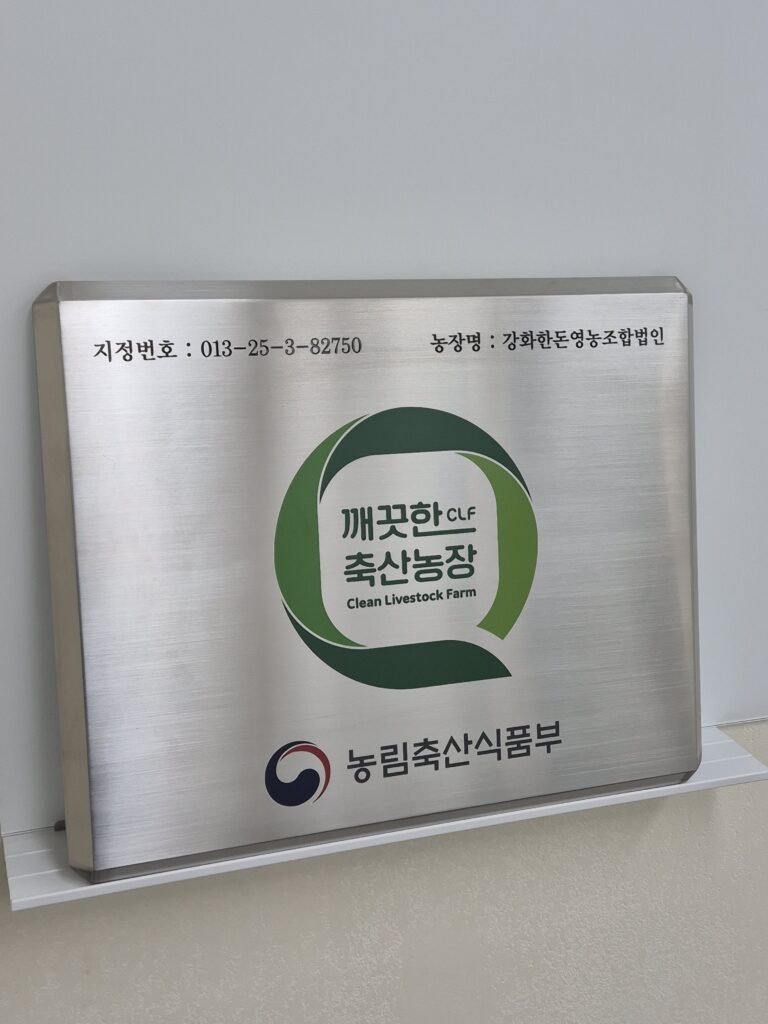 지정번호 : 013-25-3-82750
농장명 : 강화한돈영농조합법인
깨끗한 CLF
축산농장
Clean Livestock Farm
농림축산식품부